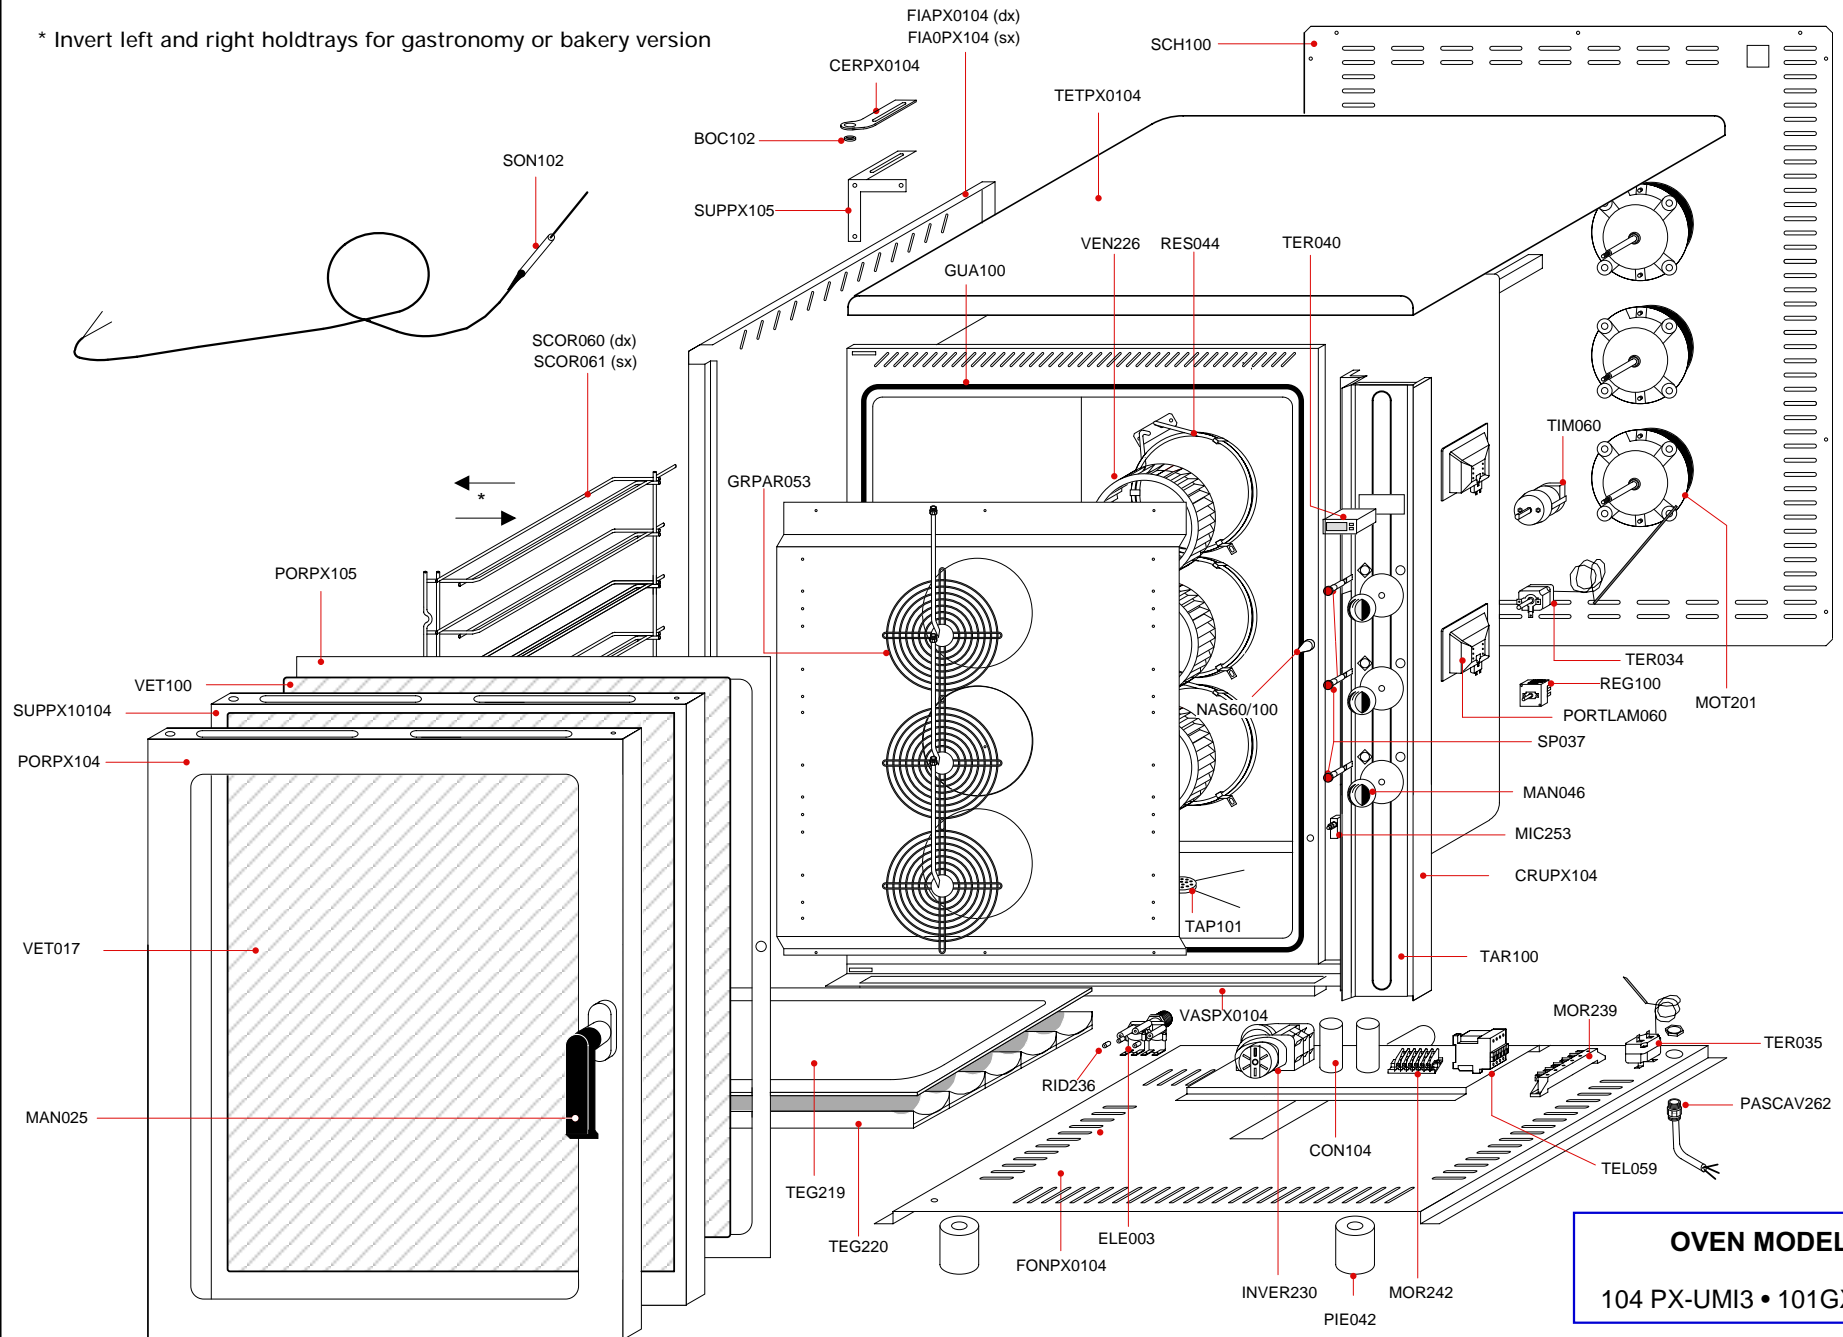 * Invert left and right holdtrays for gastronomy or bakery version
FIAPX0104 (dx)
FIA0PX104 (sx)
SCH100
CERPX0104
TETPX0104
BOC102
SON102
SUPPX105
VEN226
RES044
TER040
GUA100
SCOR060 (dx)
SCOR061 (sx)
*
TIM060
GRPAR053
PORPX105
VET100
SUPPX10104
PORPX104
TER034
REG100
MOT201
NAS60/100
PORTLAM060
SP037
MAN046
MIC253
CRUPX104
TAP101
VET017
TAR100
VASPX0104
MOR239
TER035
RID236
PASCAV262
MAN025
CON104
TEL059
TEG219
TEG220
ELE003
FONPX0104
INVER230
MOR242
PIE042
OVEN MODEL
104 PX-UMI3 • 101GX